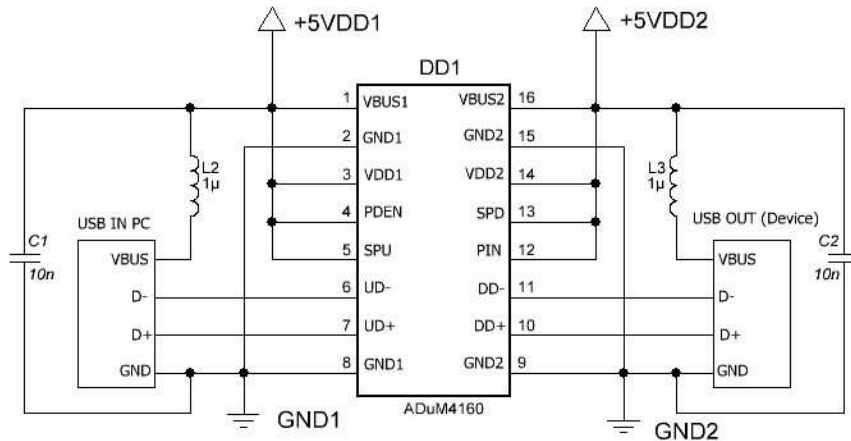 +5VDD1
+5VDD2
DD1
1 VBUS1 VBUS2 16
2 GND1 GND2 15
3 VDD1 VDD2 14
4 PDEN SPD 13
5 SPU PIN 12
6 UD- DD- 11
7 UD+ DD+ 10
8 GND1 GND2 9
ADuM4160
L2
1µ
L3
1µ
C1
10n
C2
10n
USB IN PC
VBUS
D-
D+
GND
USB OUT (Device)
VBUS
D-
D+
GND
GND1
GND2